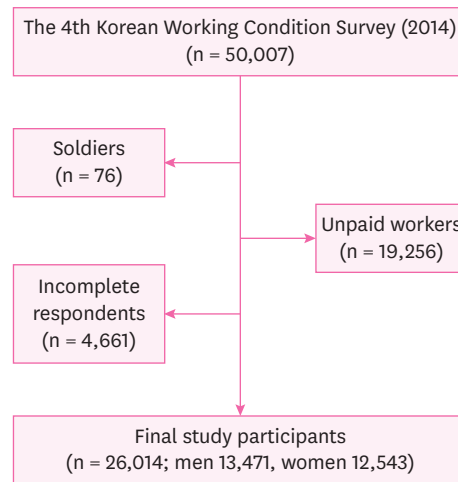 The 4th Korean Working Condition Survey (2014)
(n = 50,007)
Soldiers
(n = 76)
Unpaid workers
(n = 19,256)
Incomplete
respondents
(n = 4,661)
Final study participants
(n = 26,014; men 13,471, women 12,543)